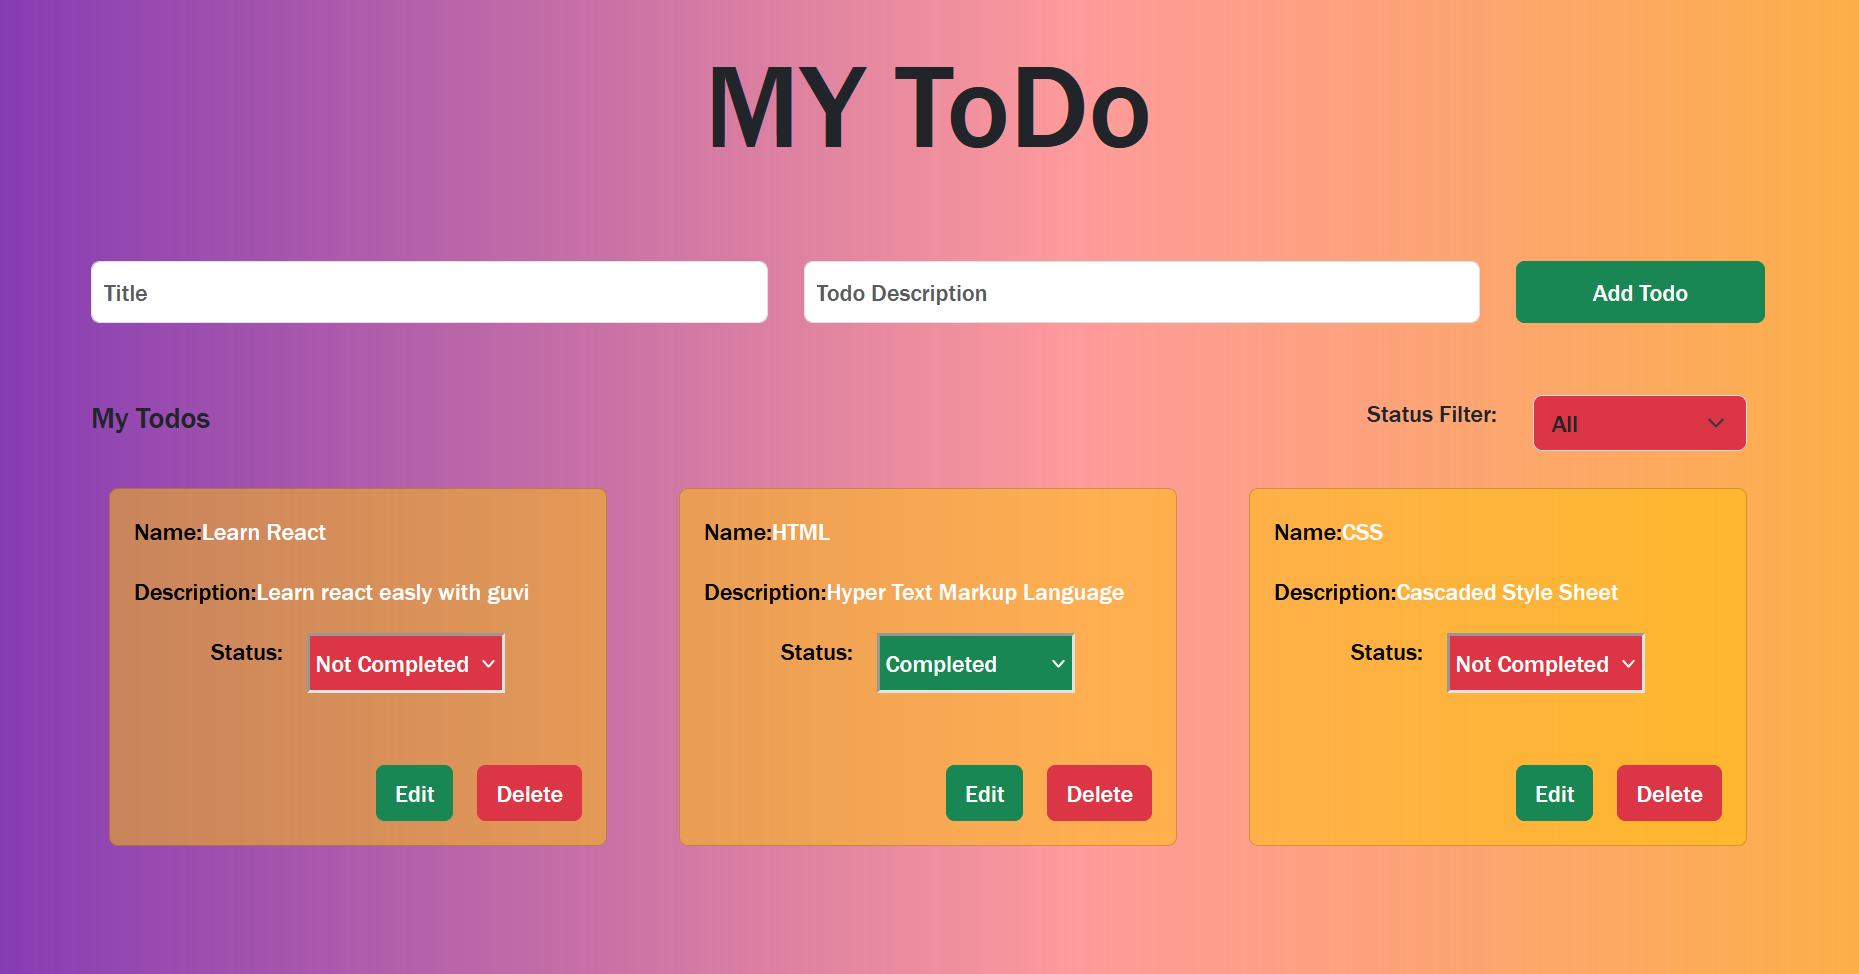 MY ToDo
Title
Todo Description
Add Todo
My Todos
Status Filter:
All
Name:Learn React
Description:Learn react easly with guvi
Status:
Not Completed
Edit
Delete
Name:HTML
Description:Hyper Text Markup Language
Status:
Completed
Edit
Delete
Name:CSS
Description:Cascaded Style Sheet
Status:
Not Completed
Edit
Delete